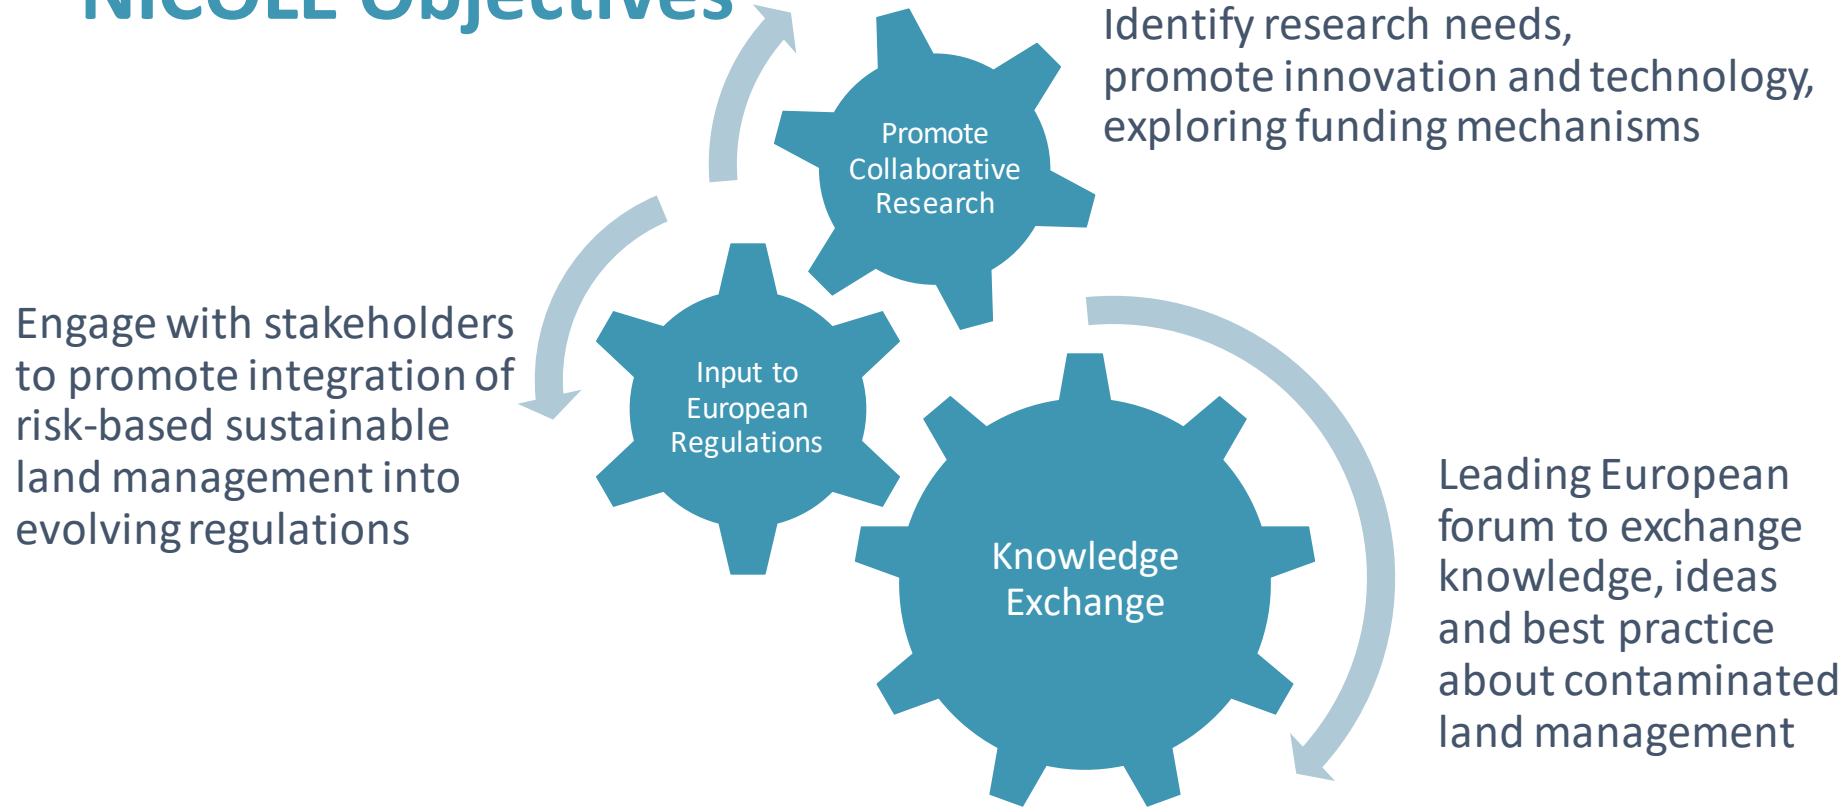 NICOLE Objectives
Identify research needs,
promote innovation and technology,
exploring funding mechanisms
Promote
Collaborative
Research
Engage with stakeholders
to promote integration of
risk-based sustainable
land management into
evolving regulations
Input to
European
Regulations
Knowledge
Exchange
Leading European
forum to exchange
knowledge, ideas
and best practice
about contaminated
land management